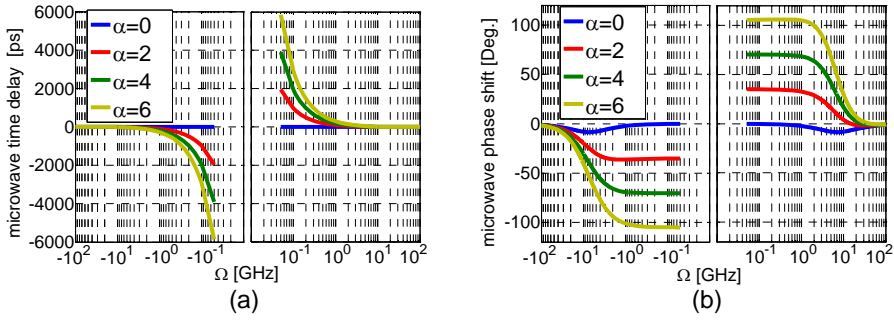 microwave time delay [ps]
6000
4000
2000
0
-2000
-4000
-6000
α=0
α=2
α=4
α=6
-10² -10¹ -10⁰ -10⁻¹
10⁻¹ 10⁰ 10¹ 10²
Ω [GHz]
(a)
microwave phase shift [Deg.]
100
50
0
-50
-100
α=0
α=2
α=4
α=6
-10² -10¹ -10⁰ -10⁻¹
10⁻¹ 10⁰ 10¹ 10²
Ω [GHz]
(b)